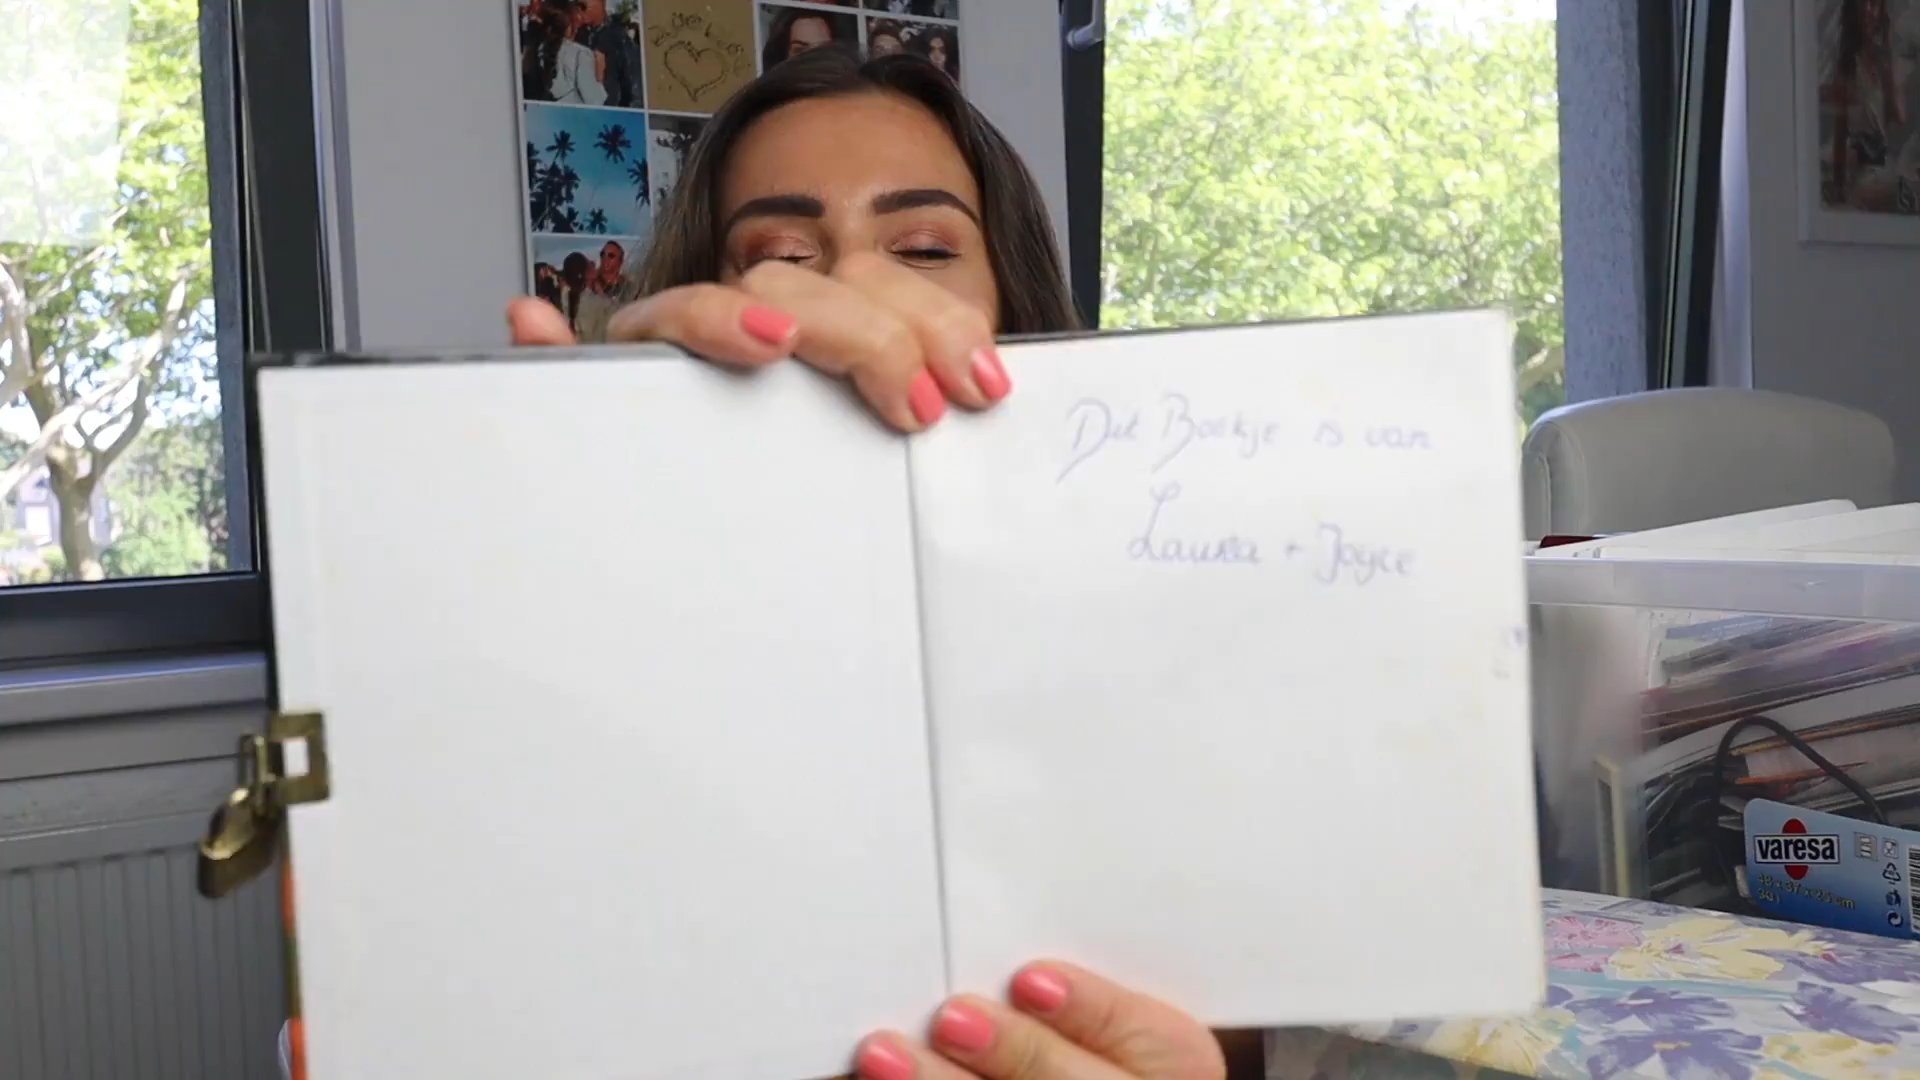 Dit Boekje is van
Laura + Joyce
varesa